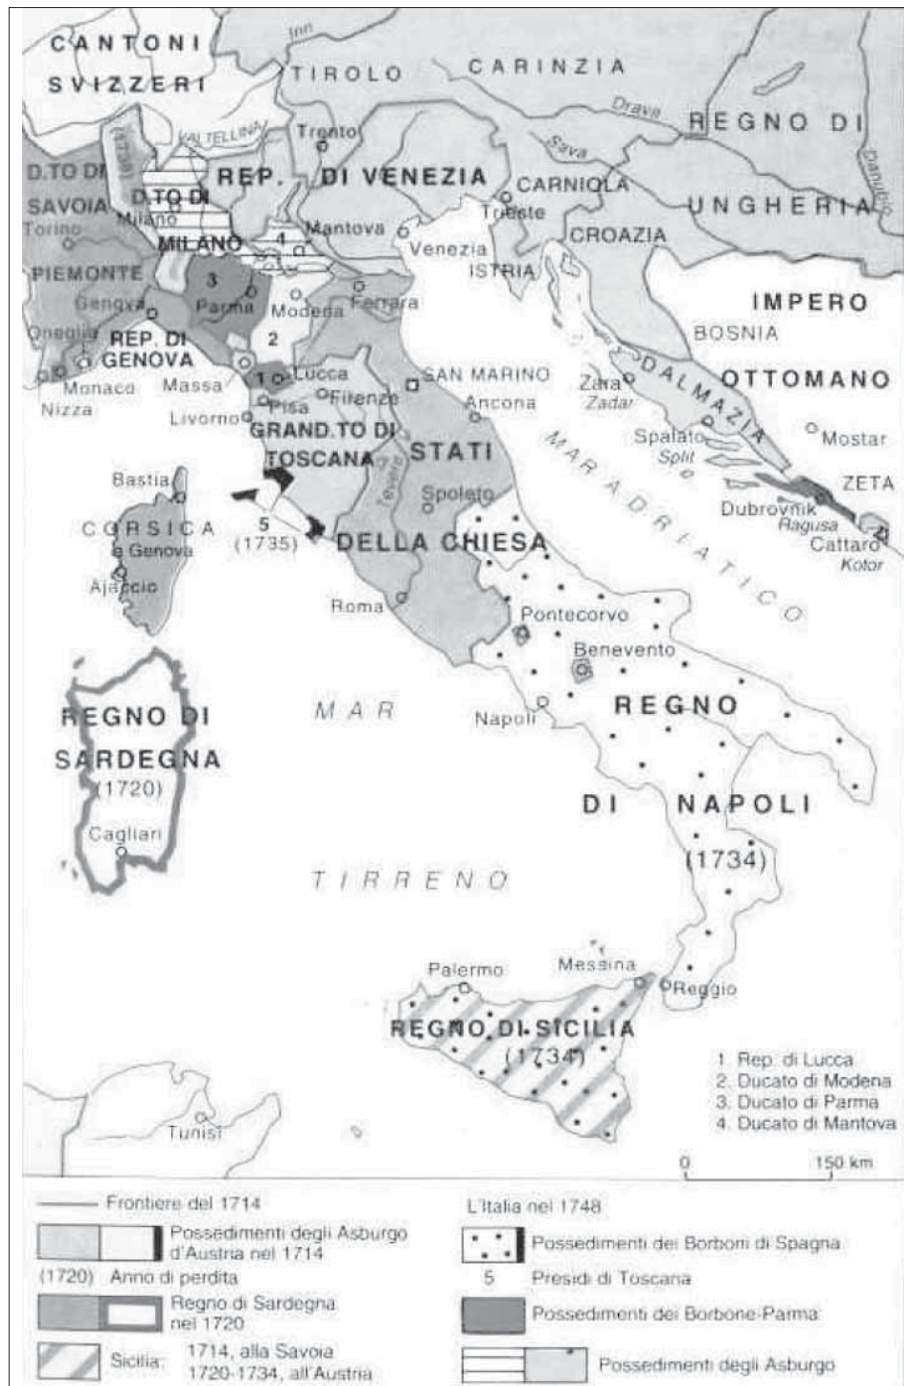 CANTONI
SVIZZERI
Inn
TIROLO
CARINZIA
Drava
REGNO DI
UNGHERIA
Danubio
VALTELLINA
Trento
(1738)
D.TO DI
SAVOIA
Torino
PIEMONTE
D.TO DI
Milano
MILANO
REP. DI VENEZIA
4
Mantova
Venezia
Sava
CARNIOLA
Trieste
CROAZIA
ISTRIA
3
Parma
Modena
Ferrara
2
Genova
Oneglia
REP. DI
GENOVA
Monaco
Nizza
Massa
1
Lucca
Pisa
Firenze
Livorno
GRAND.TO DI
TOSCANA
SAN MARINO
Ancona
IMPERO
BOSNIA
OTTOMANO
DALMAZIA
Zara
Zadar
Spalato
Split
Mostar
ZETA
Dubrovnik
Ragusa
Cattaro
Kotor
MAR ADRIATICO
Bastia
CORSICA
a Genova
Ajaccio
5
(1735)
Tevere
STATI
Spoleto
DELLA CHIESA
Roma
Pontecorvo
Benevento
Napoli
REGNO
DI NAPOLI
(1734)
REGNO DI
SARDEGNA
(1720)
Cagliari
MAR
TIRRENO
Palermo
Messina
Reggio
REGNO DI SICILIA
(1734)
Tunisi
1. Rep. di Lucca
2. Ducato di Modena
3. Ducato di Parma
4. Ducato di Mantova
0 150 km
Frontiere del 1714
Possedimenti degli Asburgo
d'Austria nel 1714
(1720) Anno di perdita
Regno di Sardegna
nel 1720
Sicilia: 1714, alla Savoia
1720-1734, all'Austria
L'Italia nel 1748
Possedimenti dei Borboni di Spagna
5 Presidi di Toscana
Possedimenti dei Borbone-Parma
Possedimenti degli Asburgo